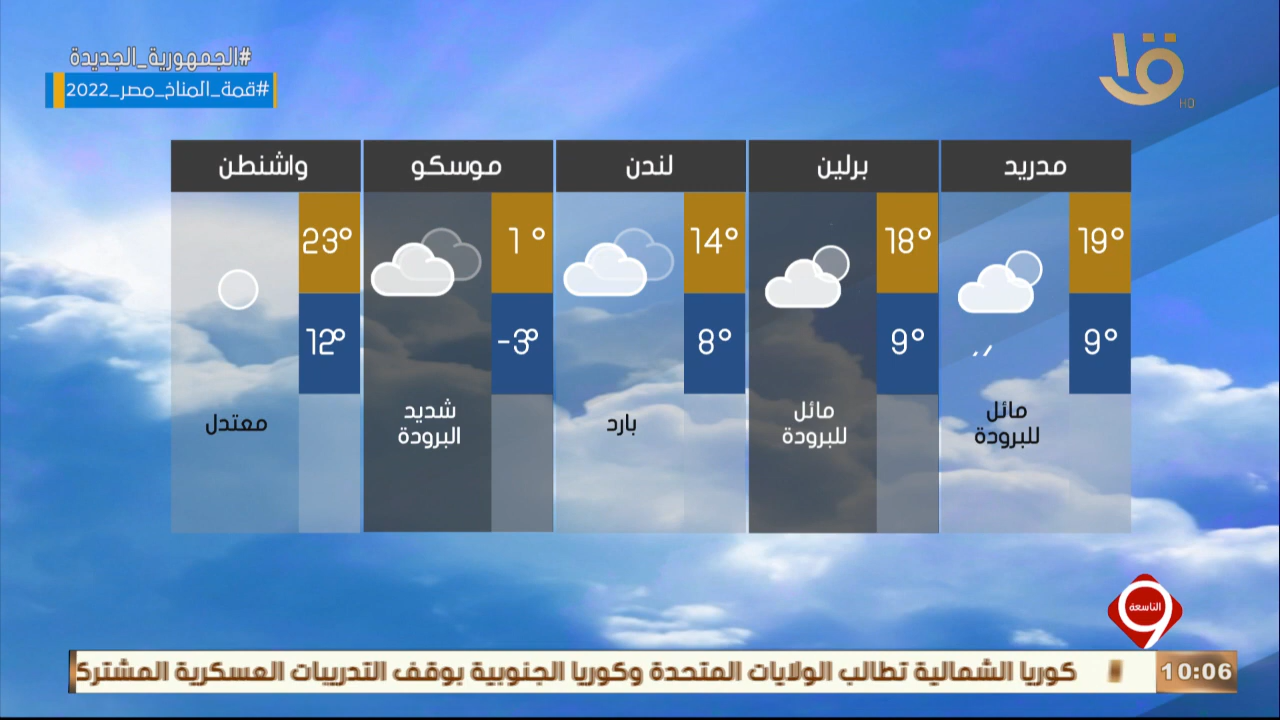 #الجمهورية_الجديدة
#قمة_المناخ_مصر_2022
HD
مدريد
19°
9°
مائل
للبرودة
برلين
18°
9°
مائل
للبرودة
لندن
14°
8°
بارد
موسكو
1°
-3°
شديد
البرودة
واشنطن
23°
12°
معتدل
التاسعة
9
10:06
كوريا الشمالية تطالب الولايات المتحدة وكوريا الجنوبية بوقف التدريبات العسكرية المشترك